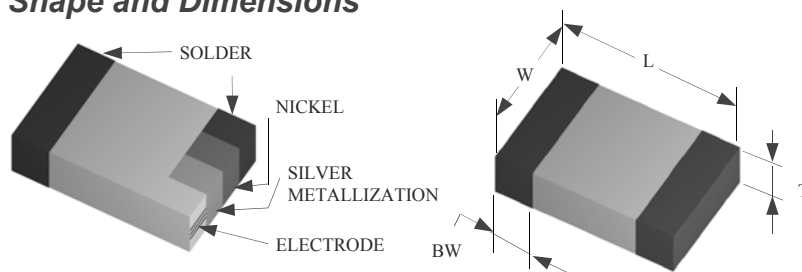 Shape and Dimensions
SOLDER
NICKEL
SILVER
METALLIZATION
ELECTRODE
W
L
BW